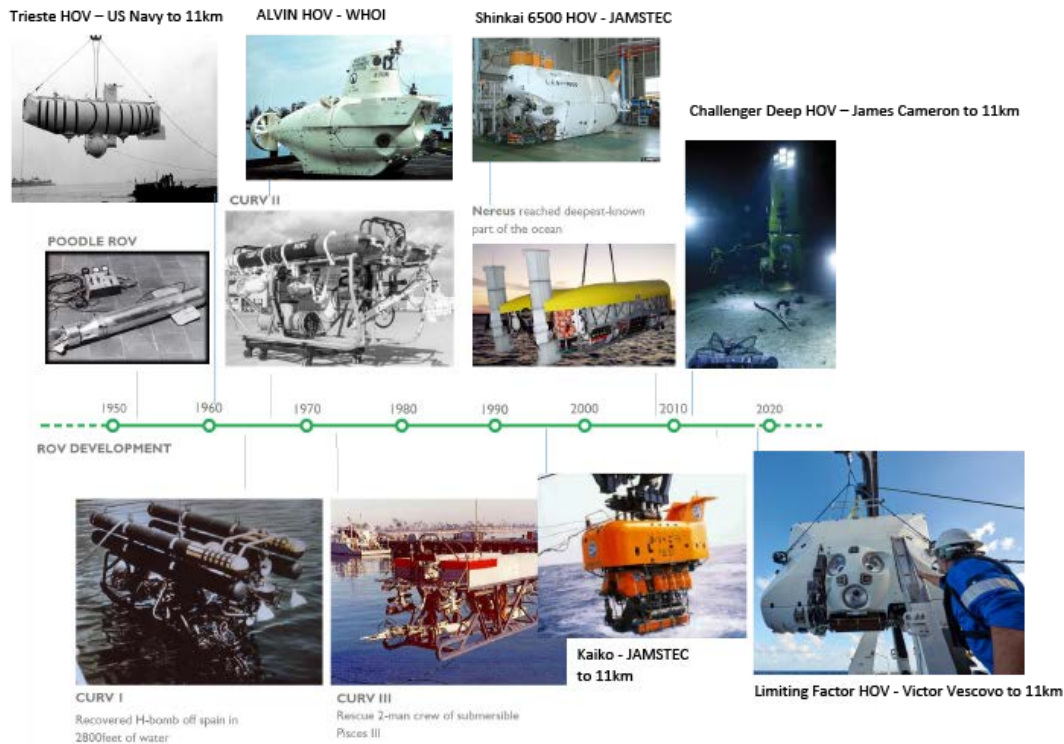 Trieste HOV – US Navy to 11km
ALVIN HOV - WHOI
Shinkai 6500 HOV - JAMSTEC
Challenger Deep HOV – James Cameron to 11km
CURV II
Nereus reached deepest-known
part of the ocean
POODLE ROV
1950
1960
1970
1980
1990
2000
2010
2020
ROV DEVELOPMENT
CURV I
Recovered H-bomb off spain in
2800feet of water
CURV III
Rescue 2-man crew of submersible
Pisces III
Kaiko - JAMSTEC
to 11km
Limiting Factor HOV - Victor Vescovo to 11km